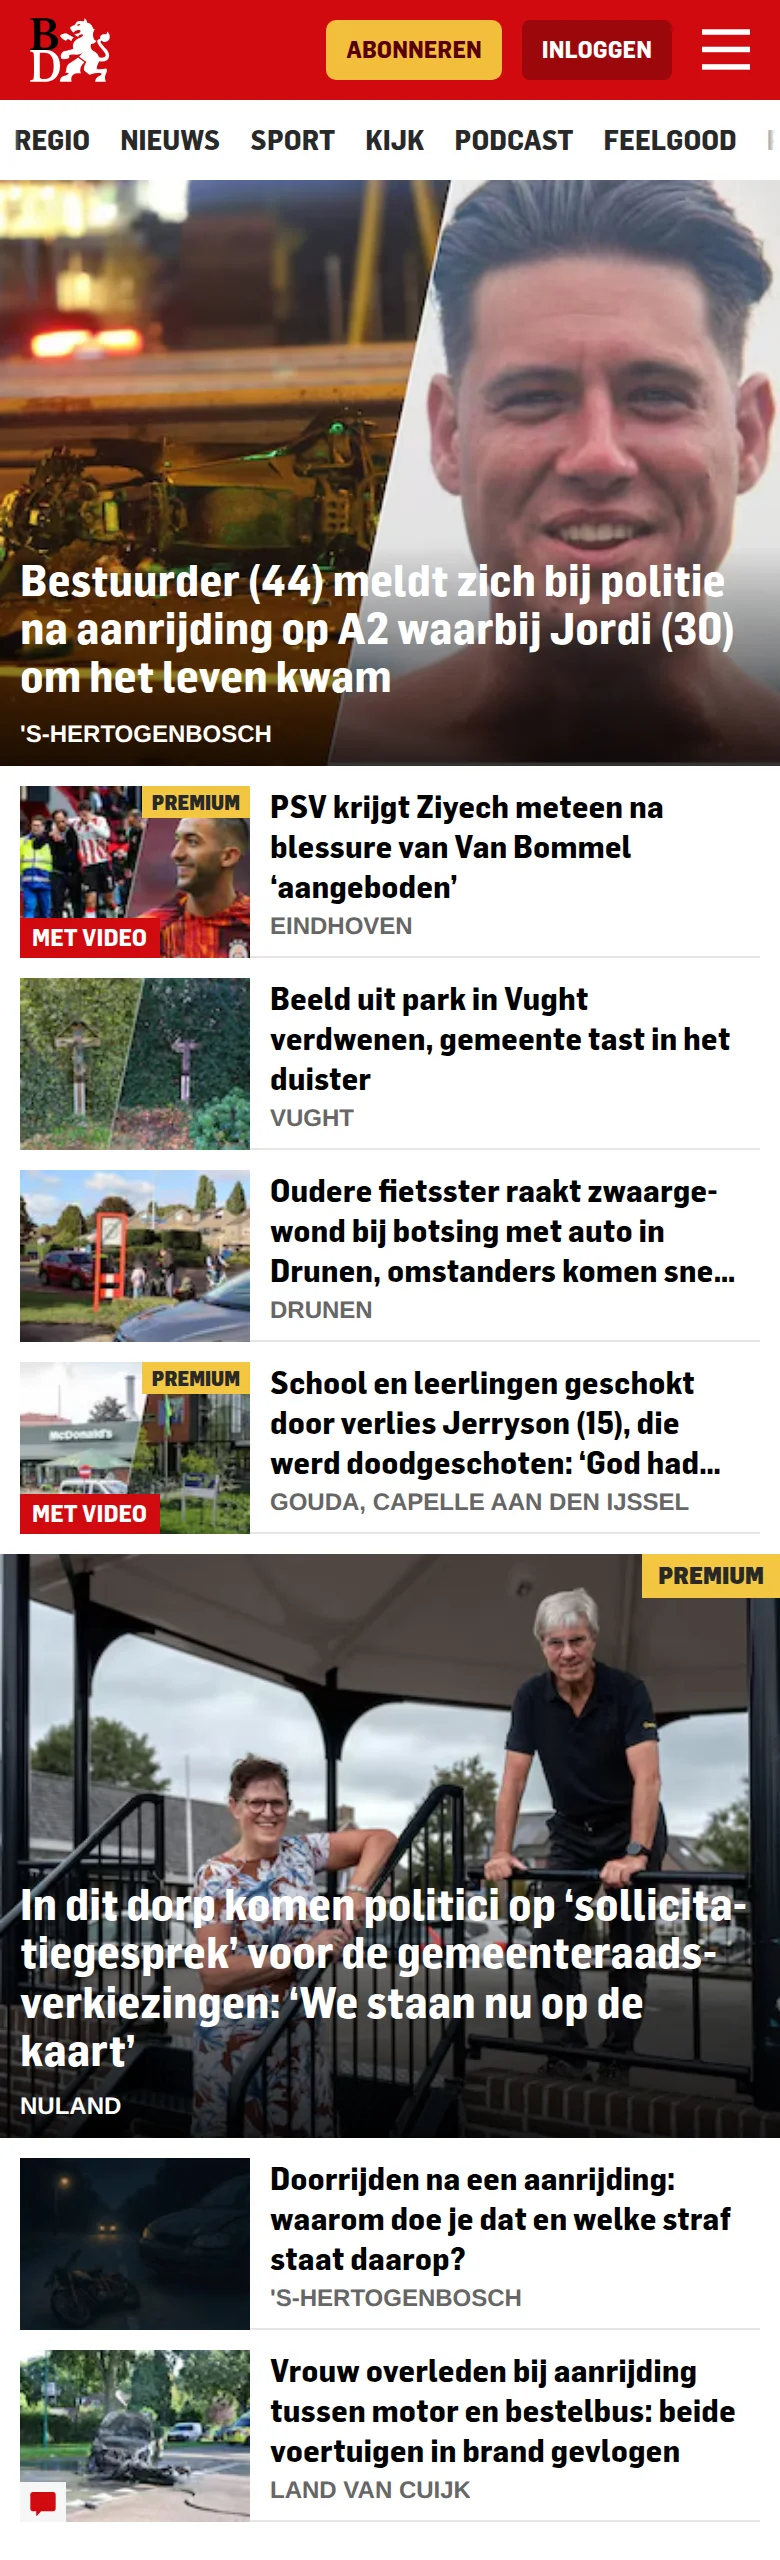 BD
ABONNEREN
INLOGGEN
REGIO NIEUWS SPORT KIJK PODCAST FEELGOOD
Bestuurder (44) meldt zich bij politie
na aanrijding op A2 waarbij Jordi (30)
om het leven kwam
'S-HERTOGENBOSCH
PREMIUM
MET VIDEO
PSV krijgt Ziyech meteen na
blessure van Van Bommel
‘aangeboden’
EINDHOVEN
Beeld uit park in Vught
verdwenen, gemeente tast in het
duister
VUGHT
Oudere fietsster raakt zwaarge-
wond bij botsing met auto in
Drunen, omstanders komen sne...
DRUNEN
PREMIUM
McDonald's
MET VIDEO
School en leerlingen geschokt
door verlies Jerryson (15), die
werd doodgeschoten: ‘God had...
GOUDA, CAPELLE AAN DEN IJSSEL
PREMIUM
In dit dorp komen politici op ‘sollicita-
tiegesprek’ voor de gemeenteraads-
verkiezingen: ‘We staan nu op de
kaart’
NULAND
Doorrijden na een aanrijding:
waarom doe je dat en welke straf
staat daarop?
'S-HERTOGENBOSCH
Vrouw overleden bij aanrijding
tussen motor en bestelbus: beide
voertuigen in brand gevlogen
LAND VAN CUIJK